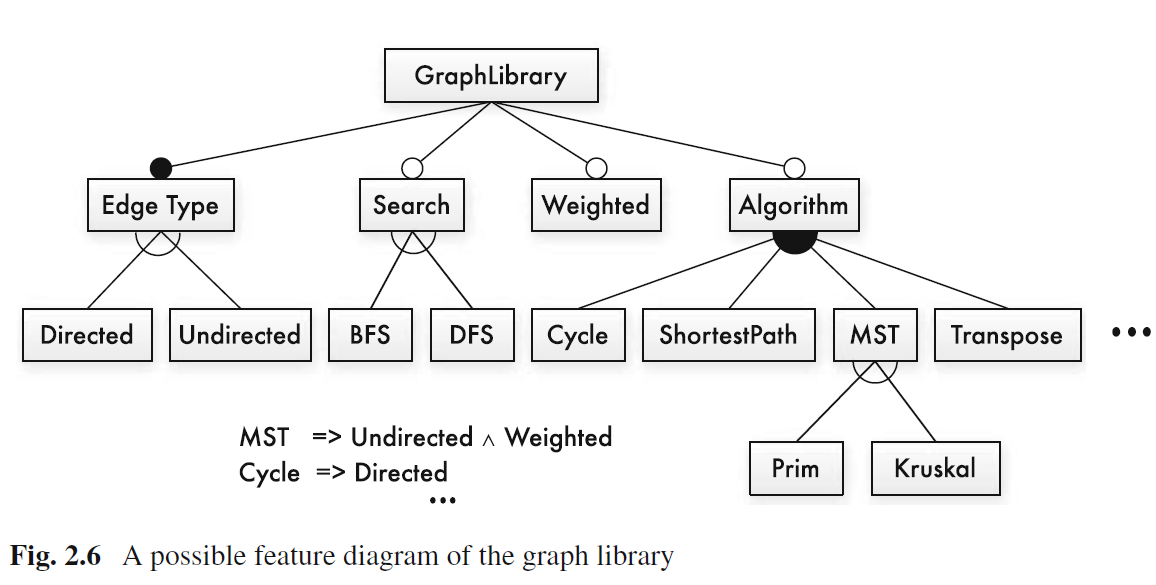 GraphLibrary
Edge Type Search Weighted Algorithm
Directed Undirected BFS DFS Cycle ShortestPath MST Transpose •••
MST => Undirected ∧ Weighted
Cycle => Directed
•••
Prim Kruskal
Fig. 2.6 A possible feature diagram of the graph library